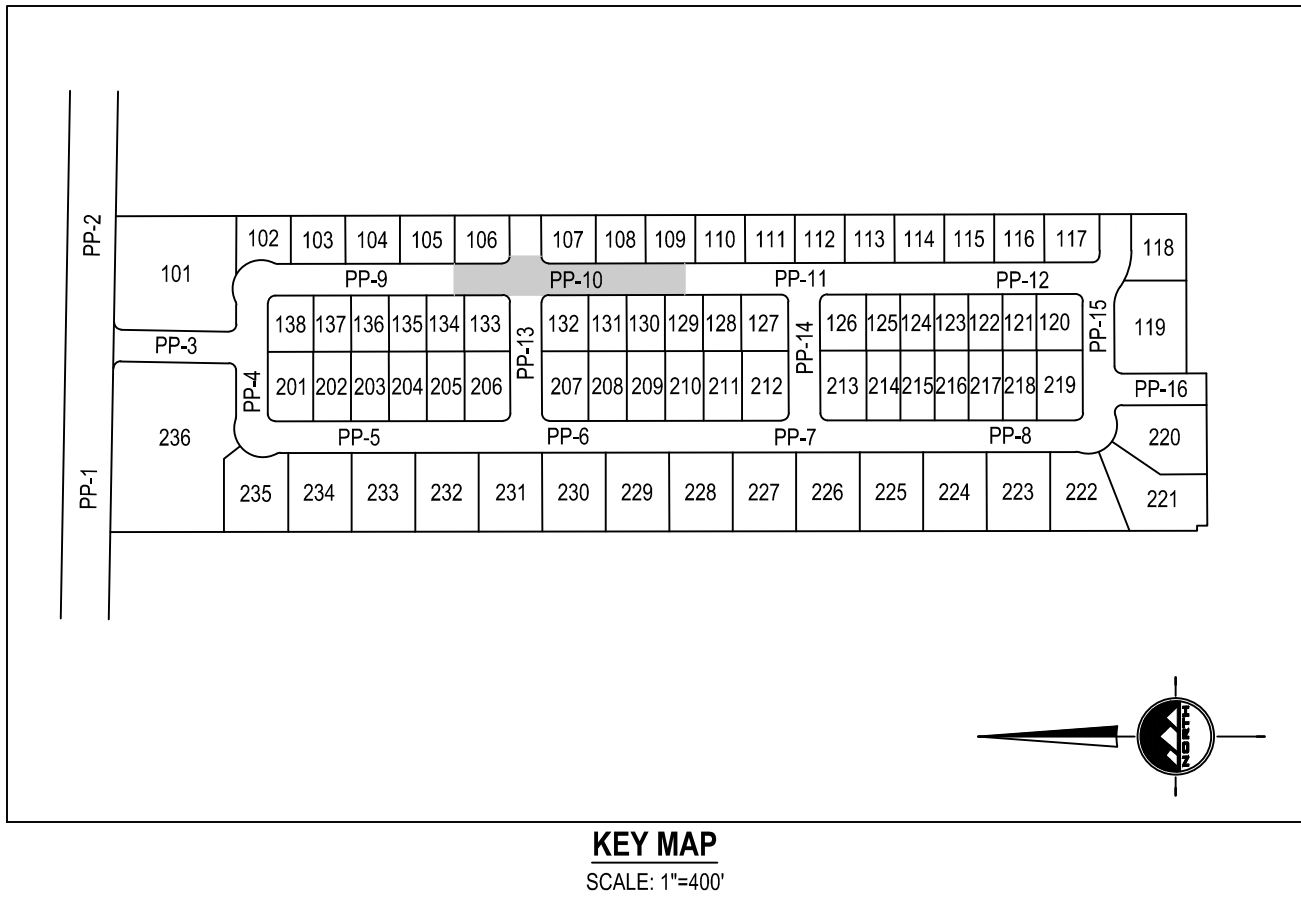 PP-2
102 103 104 105 106 107 108 109 110 111 112 113 114 115 116 117 118
101
PP-9 PP-10 PP-11 PP-12
138 137 136 135 134 133 132 131 130 129 128 127 126 125 124 123 122 121 120 119
PP-3 PP-13 PP-14 PP-15
PP-4
201 202 203 204 205 206 207 208 209 210 211 212 213 214 215 216 217 218 219 PP-16
236 PP-5 PP-6 PP-7 PP-8 220
PP-1
235 234 233 232 231 230 229 228 227 226 225 224 223 222 221
NORTH
KEY MAP
SCALE: 1"=400'